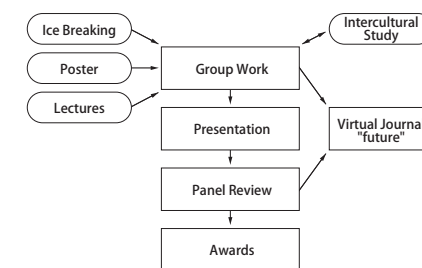 Ice Breaking
Intercultural
Study
Poster
Group Work
Lectures
Presentation
Virtual Journa
"future"
Panel Review
Awards